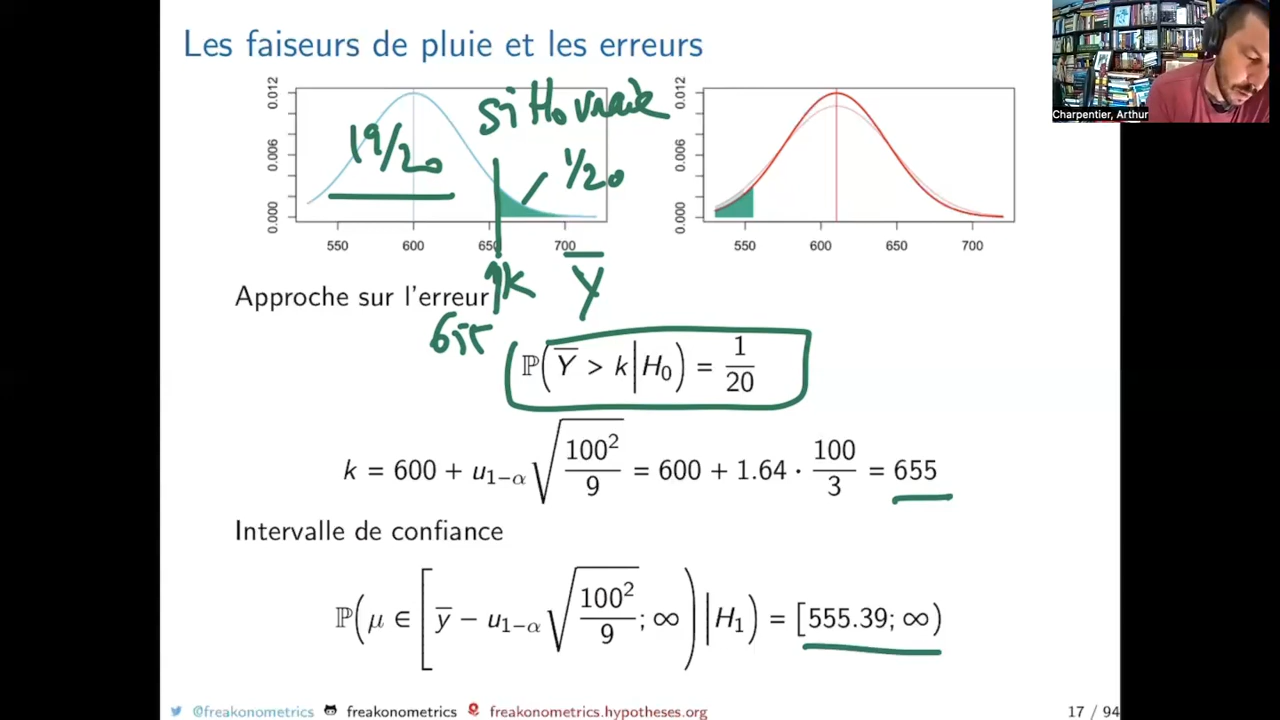 Les faiseurs de pluie et les erreurs
Charpentier, Arthur
0.012
0.006
0.000
550 600 650 700
19/20
si H0 vraie
1/20
0.012
0.006
0.000
550 600 650 700
k
Y̅
Approche sur l'erreur
655
ℙ(Y̅ > k|H₀) = 1/20
k = 600 + u₁₋α √(100²/9) = 600 + 1.64 · 100/3 = 655
Intervalle de confiance
ℙ(μ ∈ [y̅ − u₁₋α √(100²/9); ∞)|H₁) = [555.39; ∞)
@freakonometrics freakonometrics freakonometrics.hypotheses.org 17 / 94